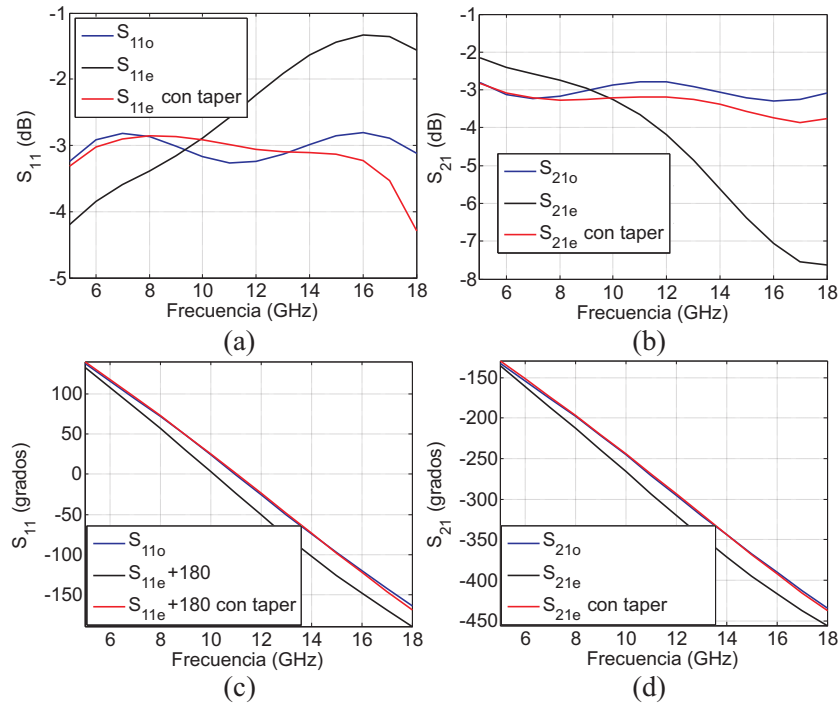 -1
-2
-3
-4
-5
S11 (dB)
S11o
S11e
S11e con taper
6 8 10 12 14 16 18
Frecuencia (GHz)
(a)
0
-1
-2
-3
-4
-5
-6
-7
-8
S21 (dB)
S21o
S21e
S21e con taper
6 8 10 12 14 16 18
Frecuencia (GHz)
(b)
100
50
0
-50
-100
-150
S11 (grados)
S11o
S11e +180
S11e +180 con taper
6 8 10 12 14 16 18
Frecuencia (GHz)
(c)
-150
-200
-250
-300
-350
-400
-450
S21 (grados)
S21o
S21e
S21e con taper
6 8 10 12 14 16 18
Frecuencia (GHz)
(d)